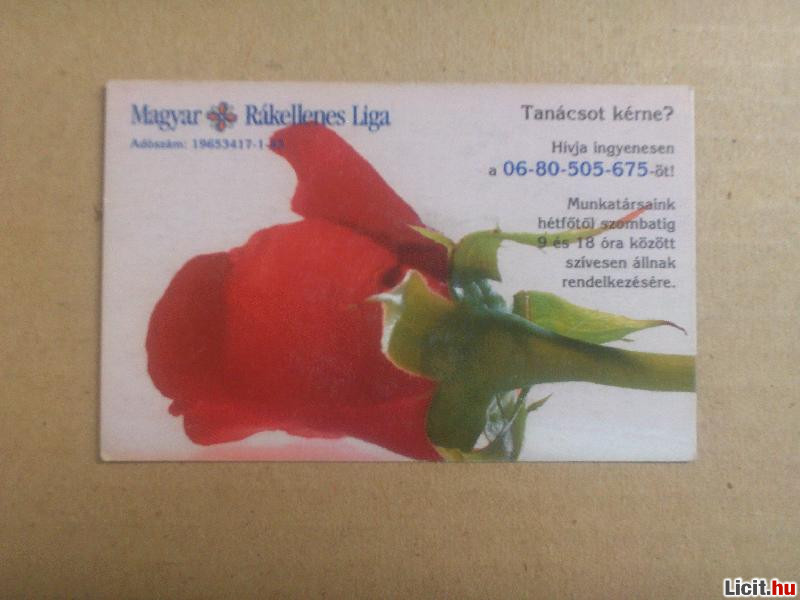 Magyar Rákellenes Liga
Adószám: 19653417-1-43
Tanácsot kérne?
Hívja ingyenesen
a 06-80-505-675-öt!
Munkatársaink
hétfőtől szombatig
9 és 18 óra között
szívesen állnak
rendelkezésére.
Licit.hu